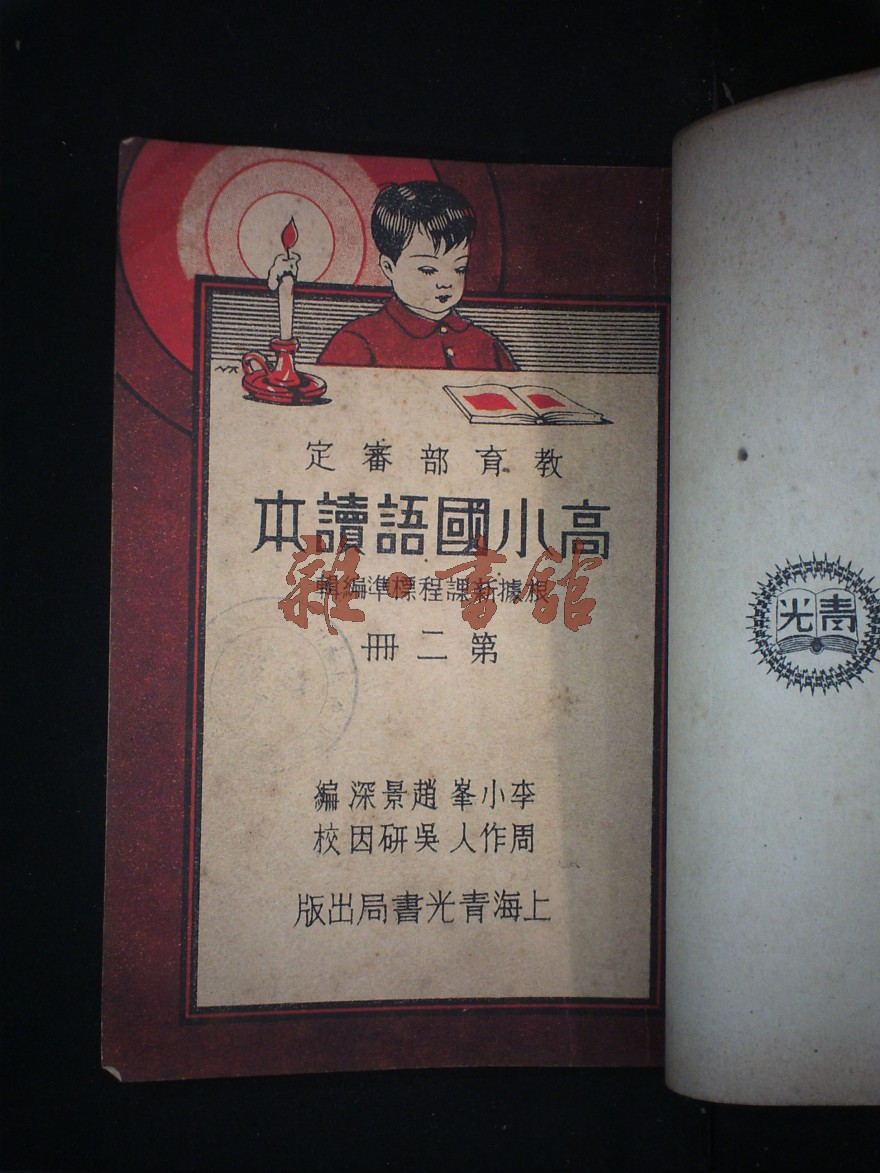 教育部審定
高小國語讀本
根據新課程標準編輯
雜·書館
第二冊
李小峯 趙景深 編
周作人 吳研因 校
上海青光書局出版
青光